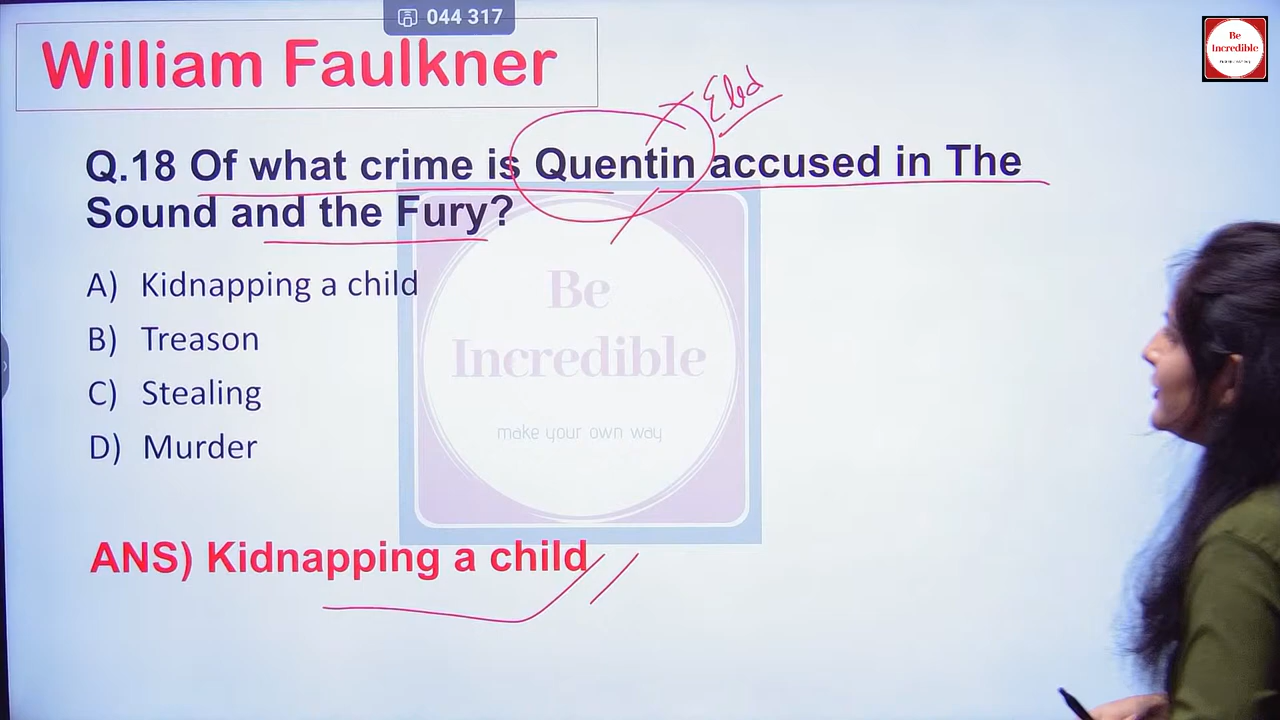 044 317
William Faulkner
Be
Incredible
Q.18 Of what crime is Quentin accused in The
Sound and the Fury?
A) Kidnapping a child
B) Treason
C) Stealing
D) Murder
Be
Incredible
make your own way
ANS) Kidnapping a child